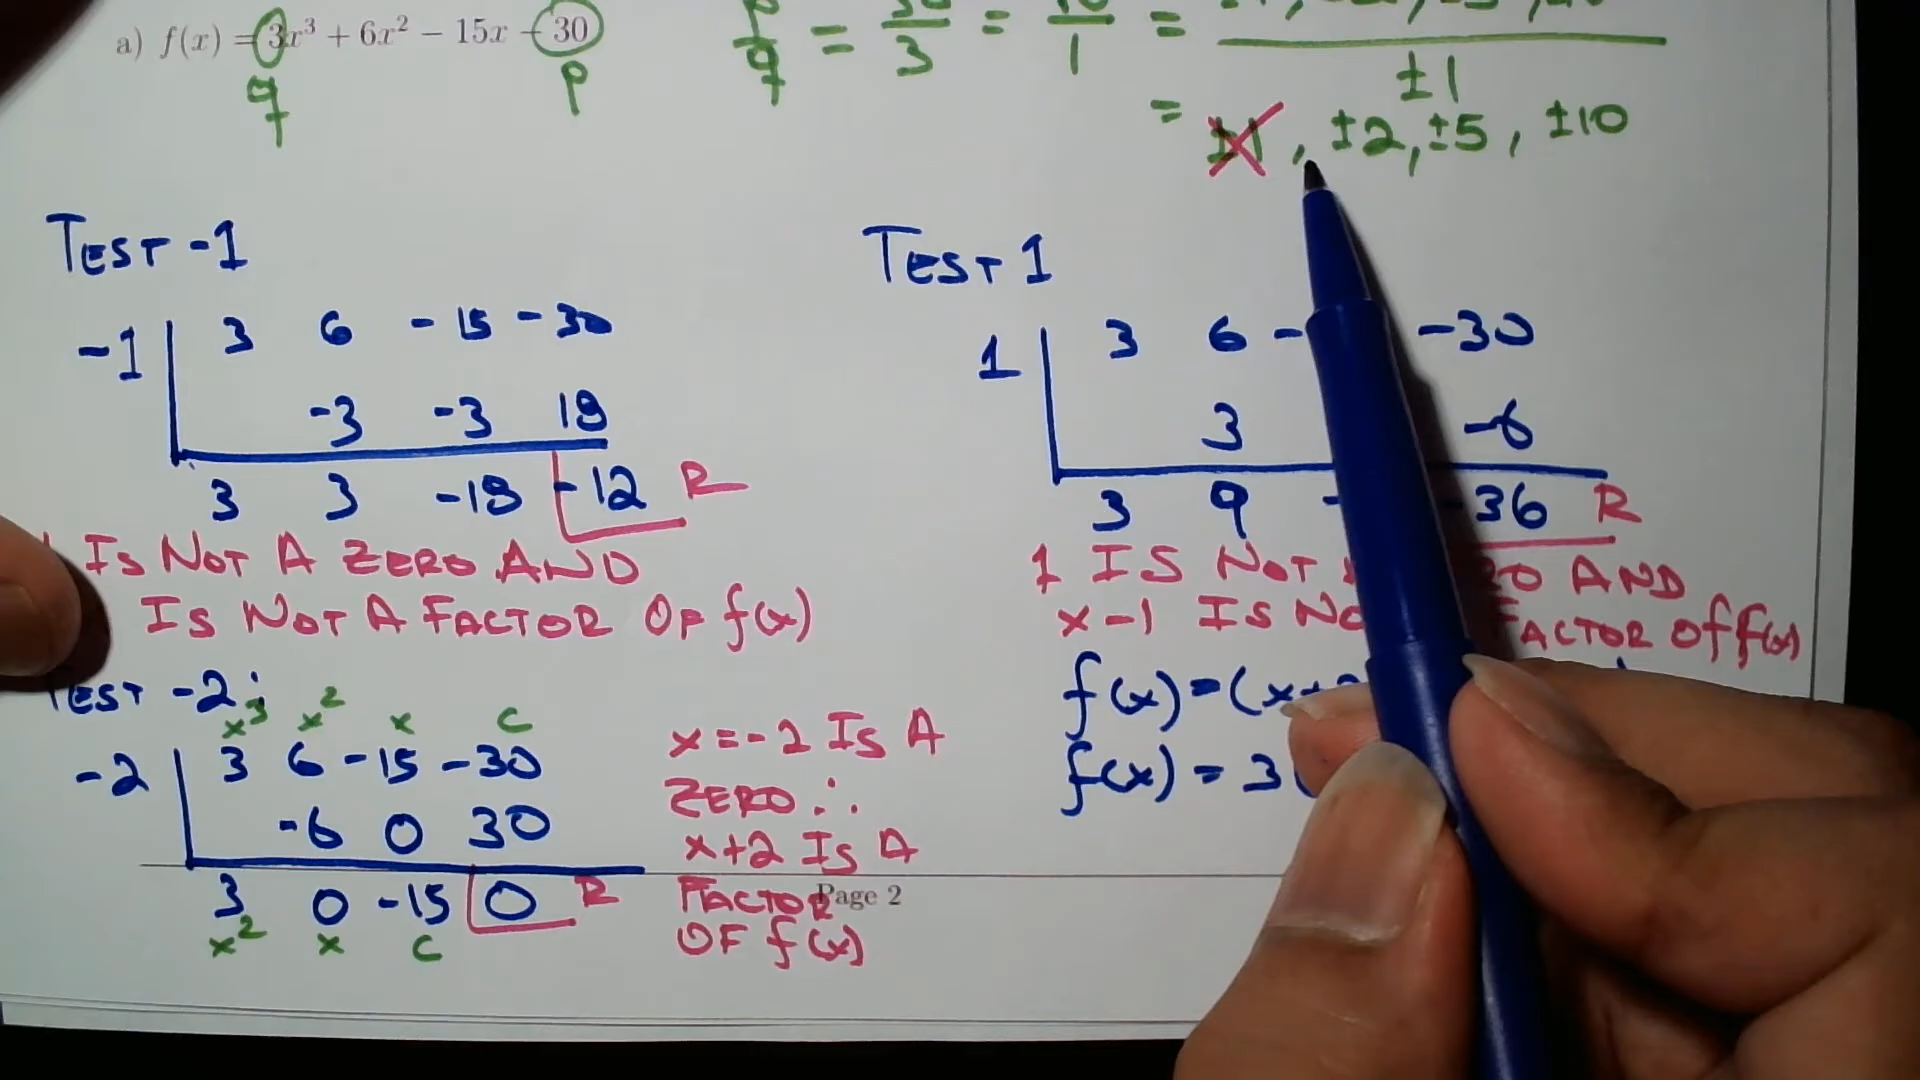 a) f(x) = 3x³ + 6x² − 15x − 30
q p
p/q = 30/3 = 10/1 =
±1
= ±1, ±2, ±5, ±10
TEST -1
-1 3 6 -15 -30
-3 -3 18
3 3 -18 -12 R
IS NOT A ZERO AND
IS NOT A FACTOR OF f(x)
TEST 1
1 3 6 - -30
3 -6
3 9 - -36 R
1 IS NOT AND
x-1 IS FACTOR OF f(x)
TEST -2:
x³ x² x C
-2 3 6 -15 -30
-6 0 30
3 0 -15 0 R
x² x C
x=-2 IS A
ZERO ∴
x+2 IS A
FACTOR
OF f(x)
f(x)=(x+
f(x) = 3(
Page 2